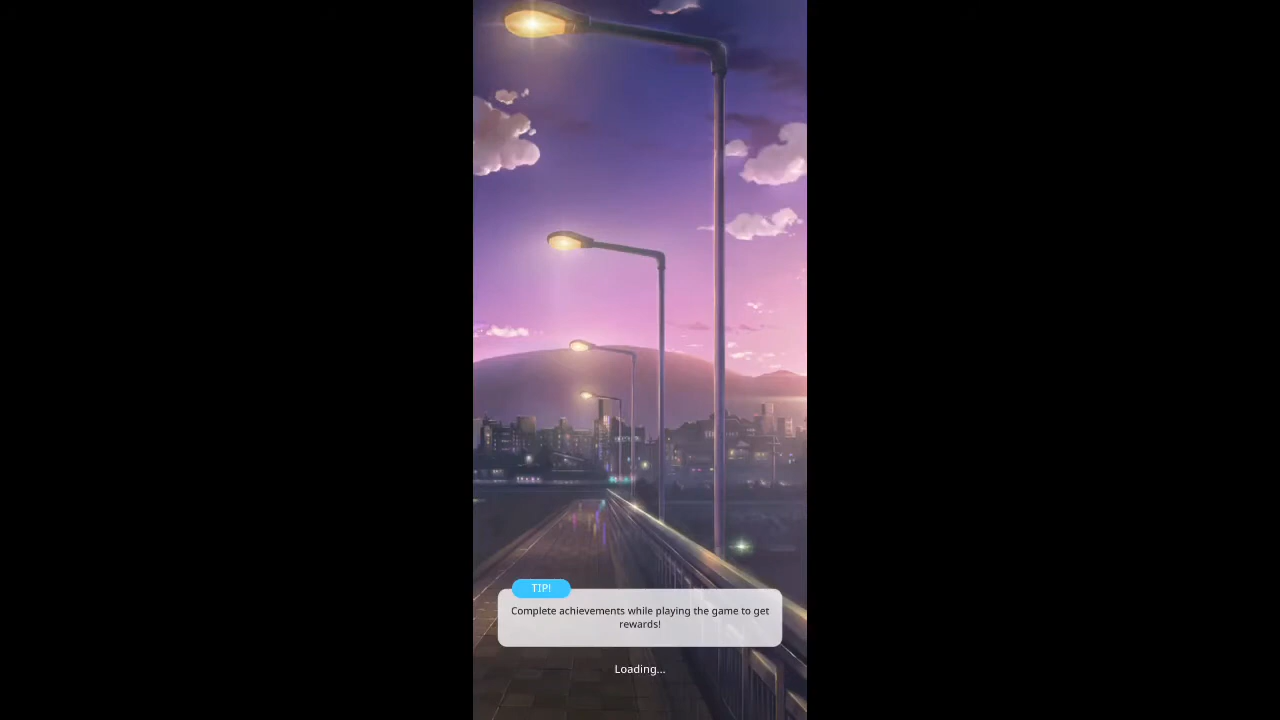 TIP!
Complete achievements while playing the game to get
rewards!
Loading...